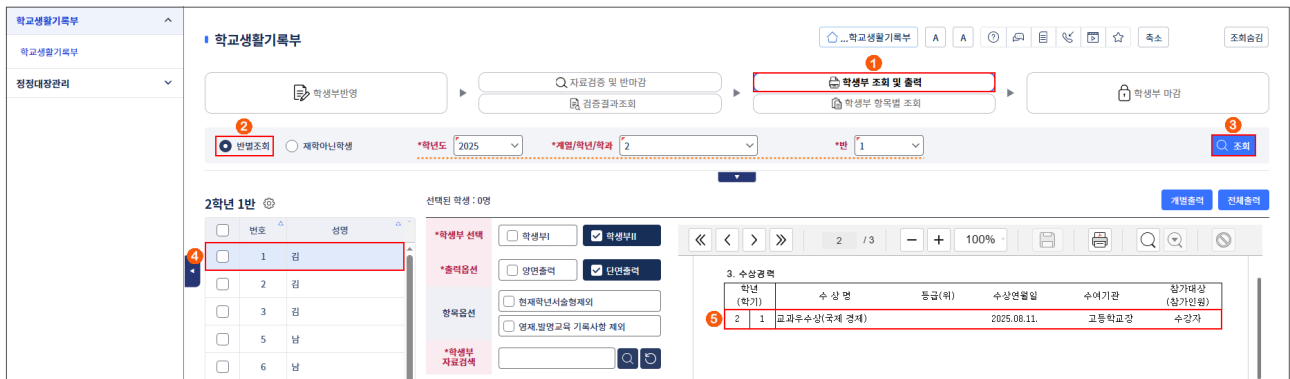 학교생활기록부
학교생활기록부
정정대장관리
학교생활기록부
...학교생활기록부 A A 축소 조회숨김
1
학생부반영
자료검증 및 반마감
검증결과조회
학생부 조회 및 출력
학생부 항목별 조회
학생부 마감
2 3
반별조회 재학아닌학생 *학년도 2025 *계열/학년/학과 2 *반 1 조회
2학년 1반
선택된 학생 : 0명
개별출력 전체출력
번호 성명
4
1 김
2 김
3 김
5 남
6 남
*학생부 선택 학생부I 학생부II
*출력옵션 양면출력 단면출력
항목옵션
현재학년서술형제외
영재.발명교육 기록사항 제외
*학생부
자료검색
2 / 3 100%
3. 수상경력
학년
(학기)
수 상 명 등급(위) 수상연월일 수여기관
참가대상
(참가인원)
5
2 1 교과우수상(국제 경제) 2025.08.11. 고등학교장 수강자